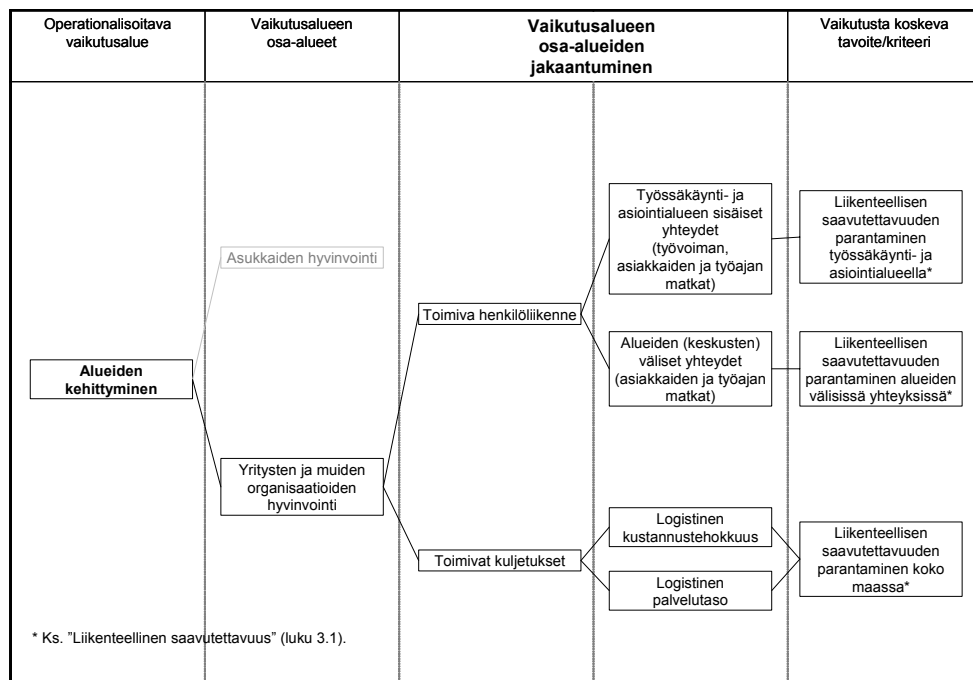 Operationalisoitava
vaikutusalue
Vaikutusalueen
osa-alueet
Vaikutusalueen
osa-alueiden
jakaantuminen
Vaikutusta koskeva
tavoite/kriteeri
Alueiden
kehittyminen
Asukkaiden hyvinvointi
Yritysten ja muiden
organisaatioiden
hyvinvointi
Toimiva henkilöliikenne
Toimivat kuljetukset
Työssäkäynti- ja
asiointialueen sisäiset
yhteydet
(työvoiman,
asiakkaiden ja työajan
matkat)
Alueiden (keskusten)
väliset yhteydet
(asiakkaiden ja työajan
matkat)
Logistinen
kustannustehokkuus
Logistinen
palvelutaso
Liikenteellisen
saavutettavuuden
parantaminen
työssäkäynti- ja
asiointialueella*
Liikenteellisen
saavutettavuuden
parantaminen alueiden
välisissä yhteyksissä*
Liikenteellisen
saavutettavuuden
parantaminen koko
maassa*
* Ks. ”Liikenteellinen saavutettavuus” (luku 3.1).